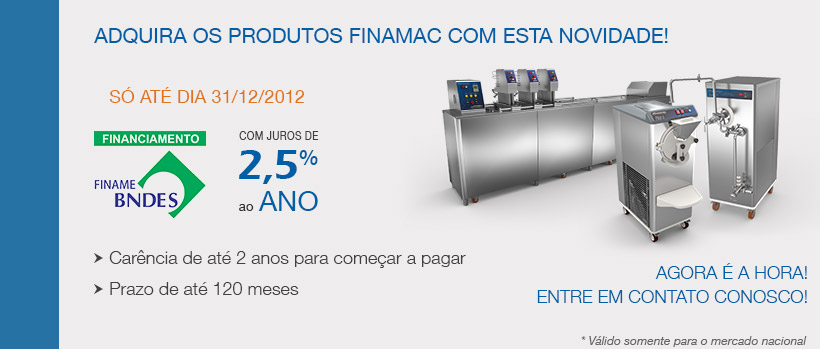 ADQUIRA OS PRODUTOS FINAMAC COM ESTA NOVIDADE!
SÓ ATÉ DIA 31/12/2012
FINANCIAMENTO
FINAME
BNDES
COM JUROS DE
2,5%
ao ANO
Carência de até 2 anos para começar a pagar
Prazo de até 120 meses
AGORA É A HORA!
ENTRE EM CONTATO CONOSCO!
* Válido somente para o mercado nacional